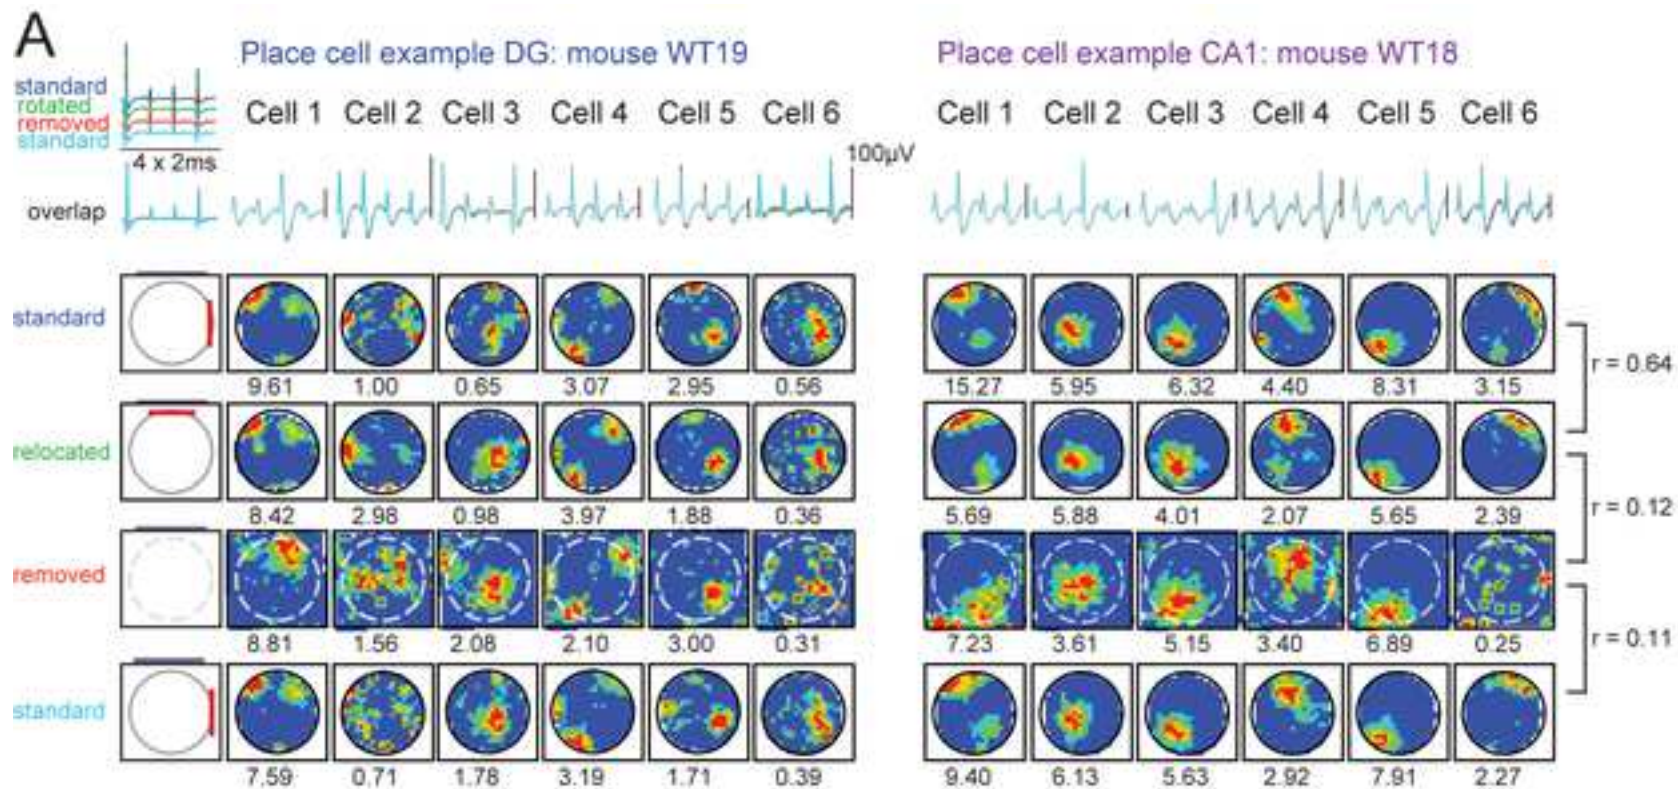 A
Place cell example DG: mouse WT19
Place cell example CA1: mouse WT18
standard
rotated
removed
standard
4 x 2ms
Cell 1 Cell 2 Cell 3 Cell 4 Cell 5 Cell 6
Cell 1 Cell 2 Cell 3 Cell 4 Cell 5 Cell 6
100µV
overlap
standard
9.61 1.00 0.65 3.07 2.95 0.56
15.27 5.95 6.32 4.40 8.31 3.15
r = 0.64
relocated
8.42 2.98 0.98 3.97 1.88 0.36
5.69 5.88 4.01 2.07 5.65 2.39
r = 0.12
removed
8.81 1.56 2.08 2.10 3.00 0.31
7.23 3.61 5.15 3.40 6.89 0.25
r = 0.11
standard
7.59 0.71 1.78 3.19 1.71 0.39
9.40 6.13 5.63 2.92 7.91 2.27